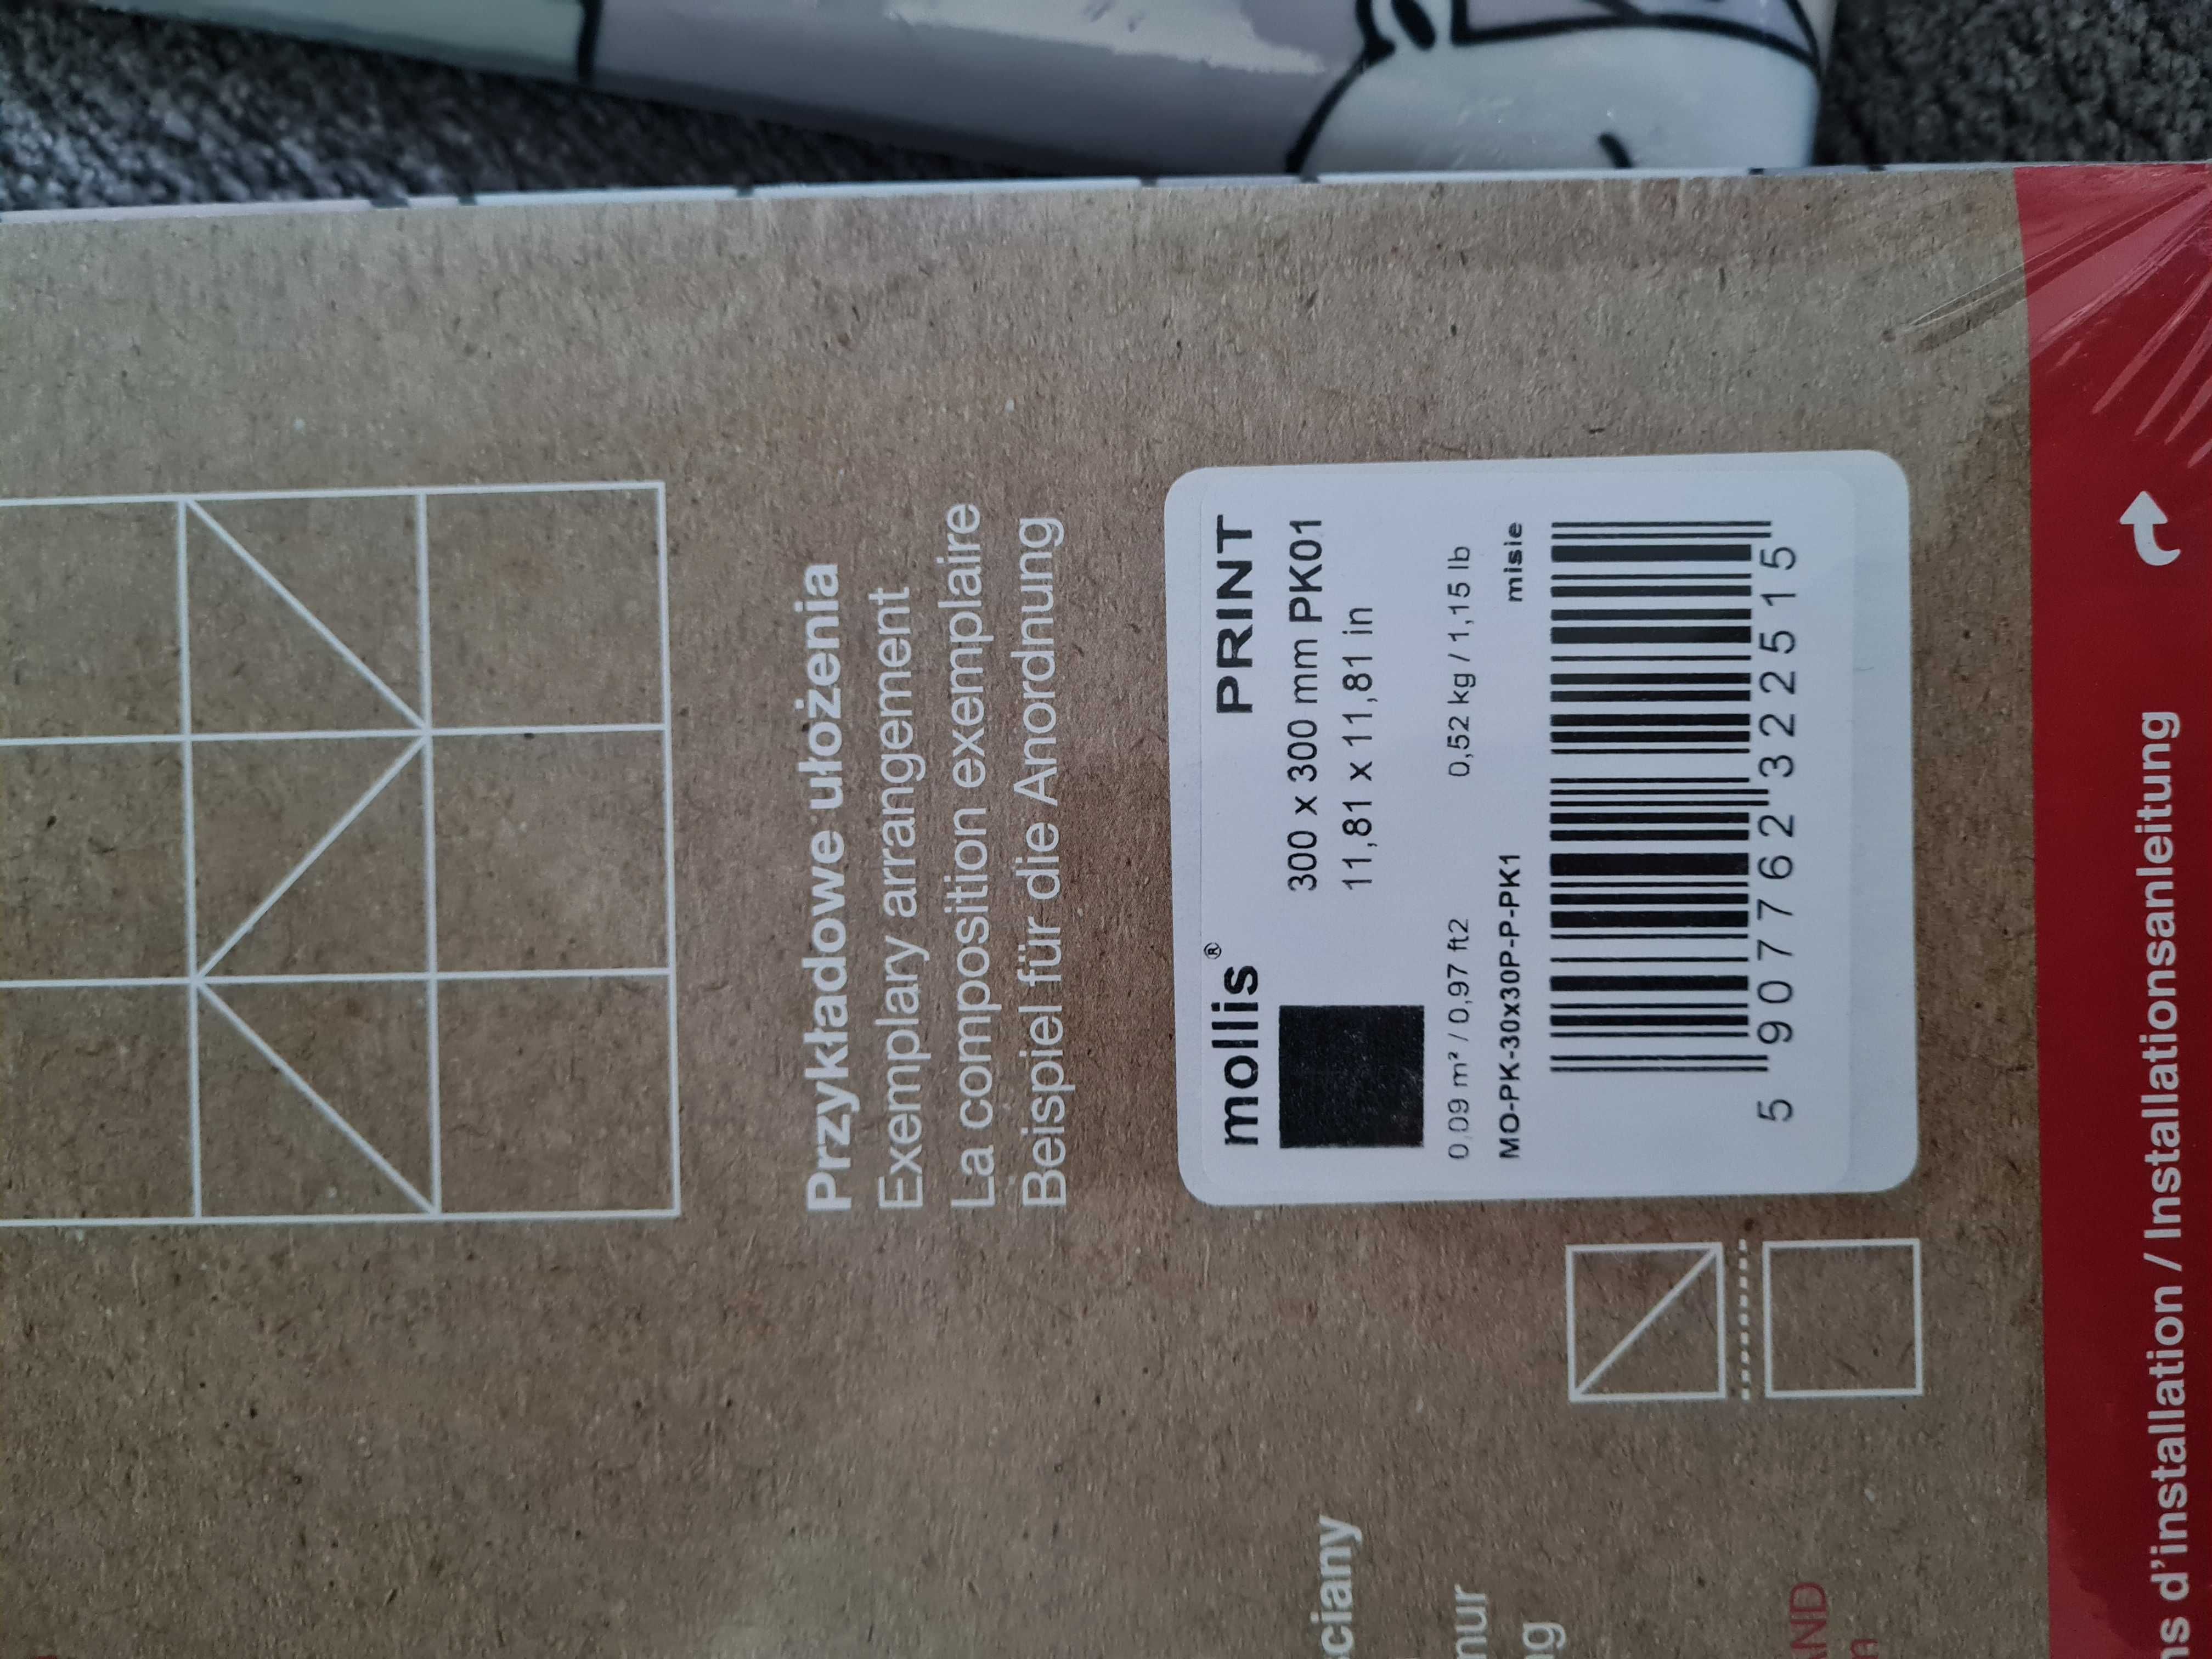 Przykładowe ułożenia
Exemplary arrangement
La composition exemplaire
Beispiel für die Anordnung
mollis® PRINT
300 x 300 mm PK01
11,81 x 11,81 in
0,09 m² / 0,97 ft2 0,52 kg / 1,15 lb
MO-PK-30x30P-P-PK1 misie
5 907762 322515
d'installation / Installationsanleitung